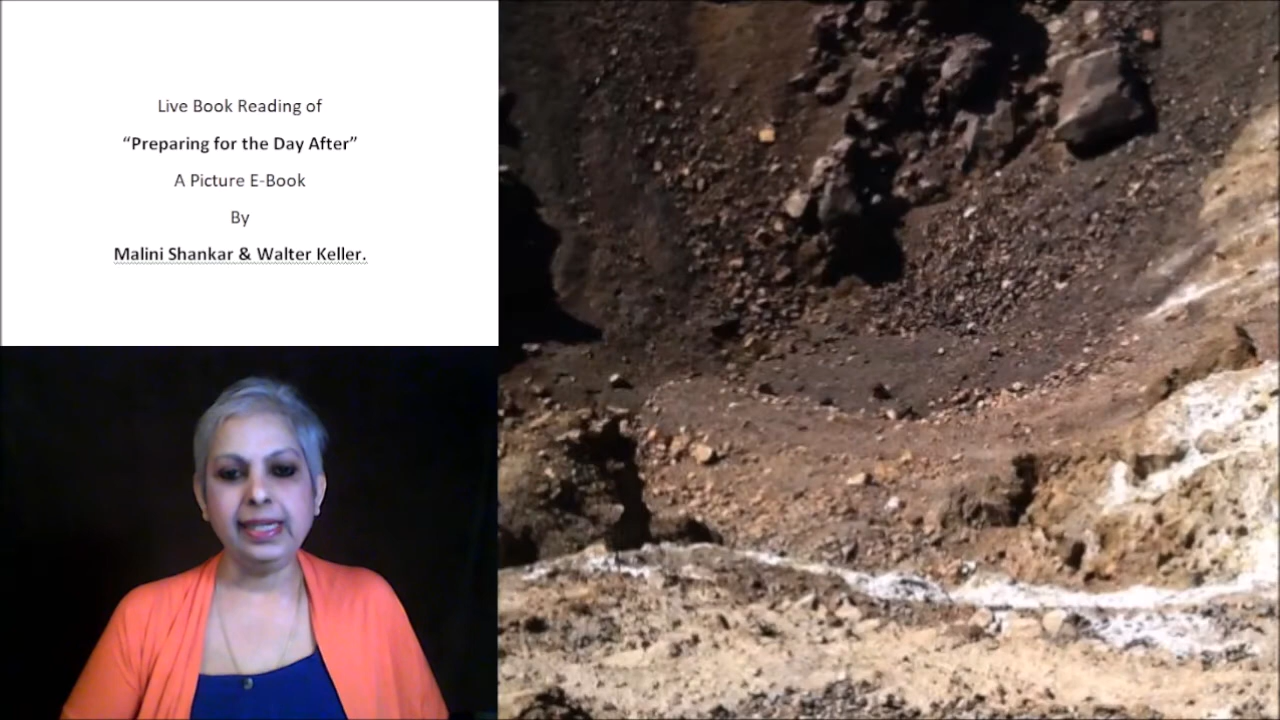 Live Book Reading of
“Preparing for the Day After”
A Picture E-Book
By
Malini Shankar & Walter Keller.